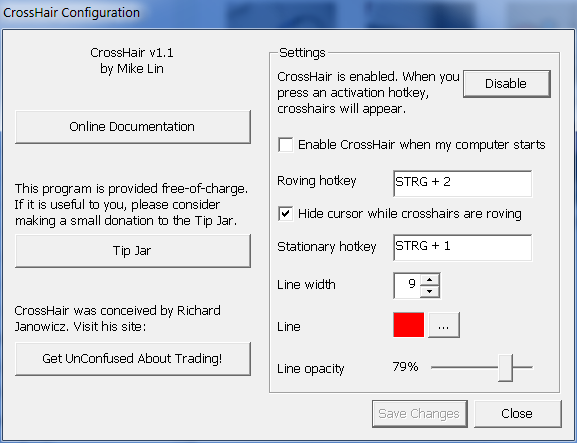 CrossHair Configuration
CrossHair v1.1
by Mike Lin
Online Documentation
This program is provided free-of-charge.
If it is useful to you, please consider
making a small donation to the Tip Jar.
Tip Jar
CrossHair was conceived by Richard
Janowicz. Visit his site:
Get UnConfused About Trading!
Settings
CrossHair is enabled. When you
press an activation hotkey,
crosshairs will appear.
Disable
Enable CrossHair when my computer starts
Roving hotkey
STRG + 2
Hide cursor while crosshairs are roving
Stationary hotkey
STRG + 1
Line width
9
Line
...
Line opacity
79%
Save Changes
Close